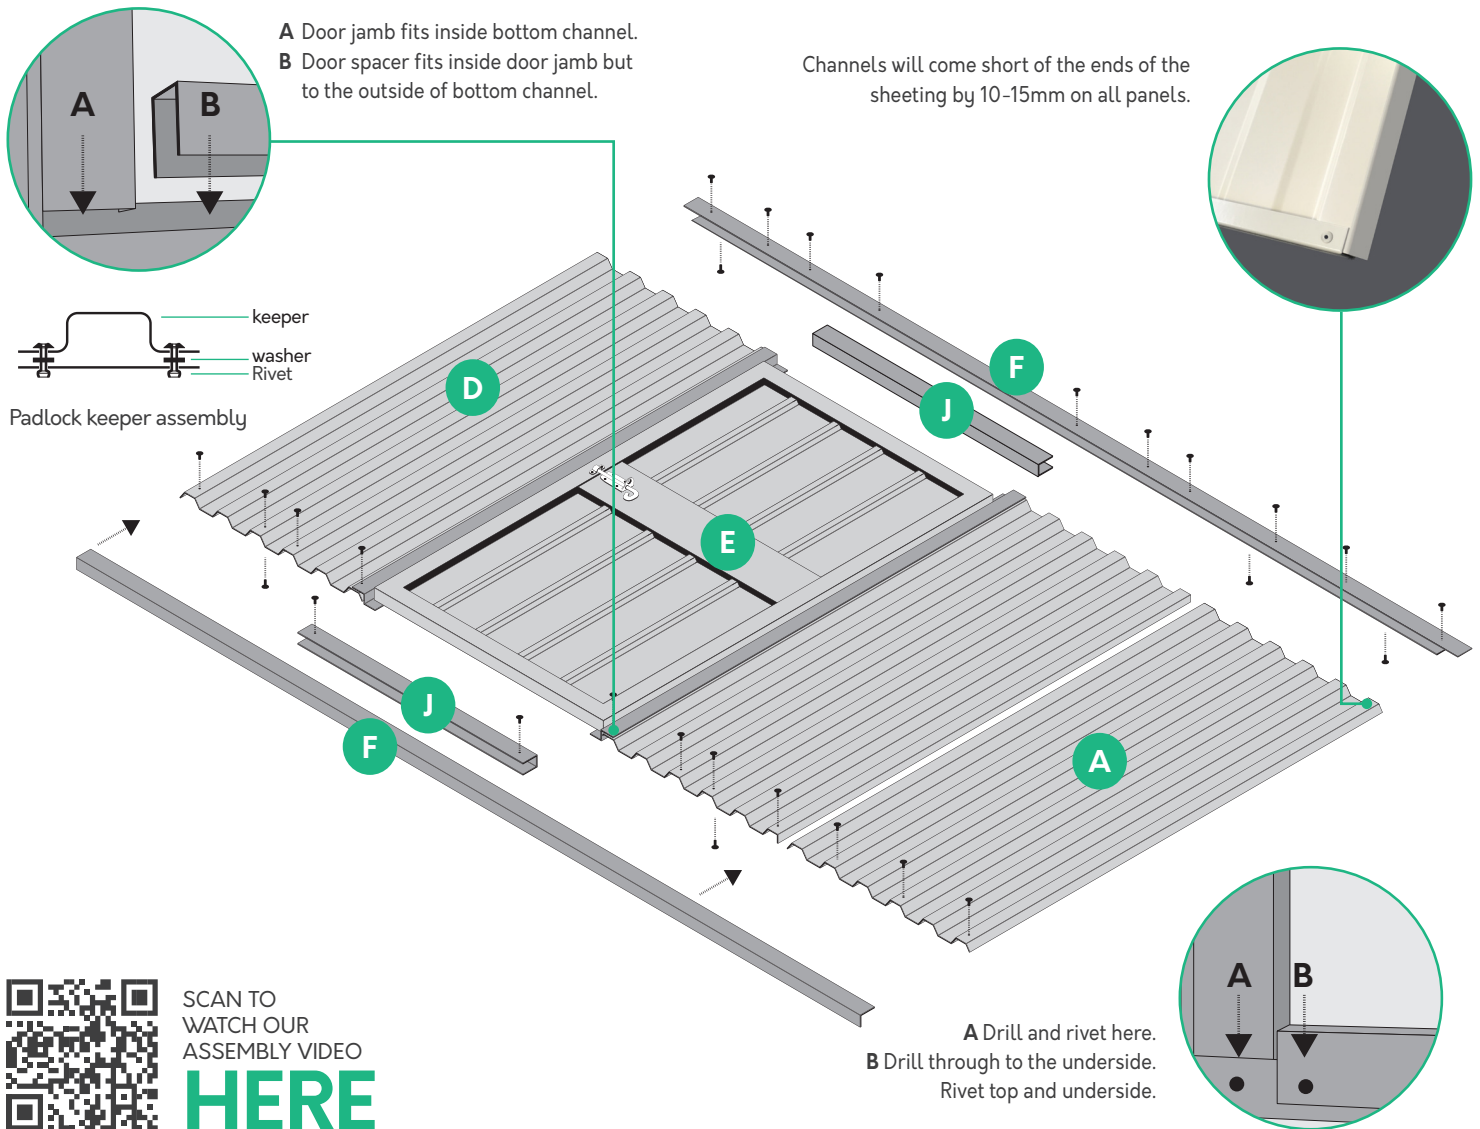 A
B
A Door jamb fits inside bottom channel.
B Door spacer fits inside door jamb but
to the outside of bottom channel.
Channels will come short of the ends of the
sheeting by 10-15mm on all panels.
keeper
washer
Rivet
Padlock keeper assembly
D
F
J
E
J
F
A
SCAN TO
WATCH OUR
ASSEMBLY VIDEO
HERE
A Drill and rivet here.
B Drill through to the underside.
Rivet top and underside.
A
B